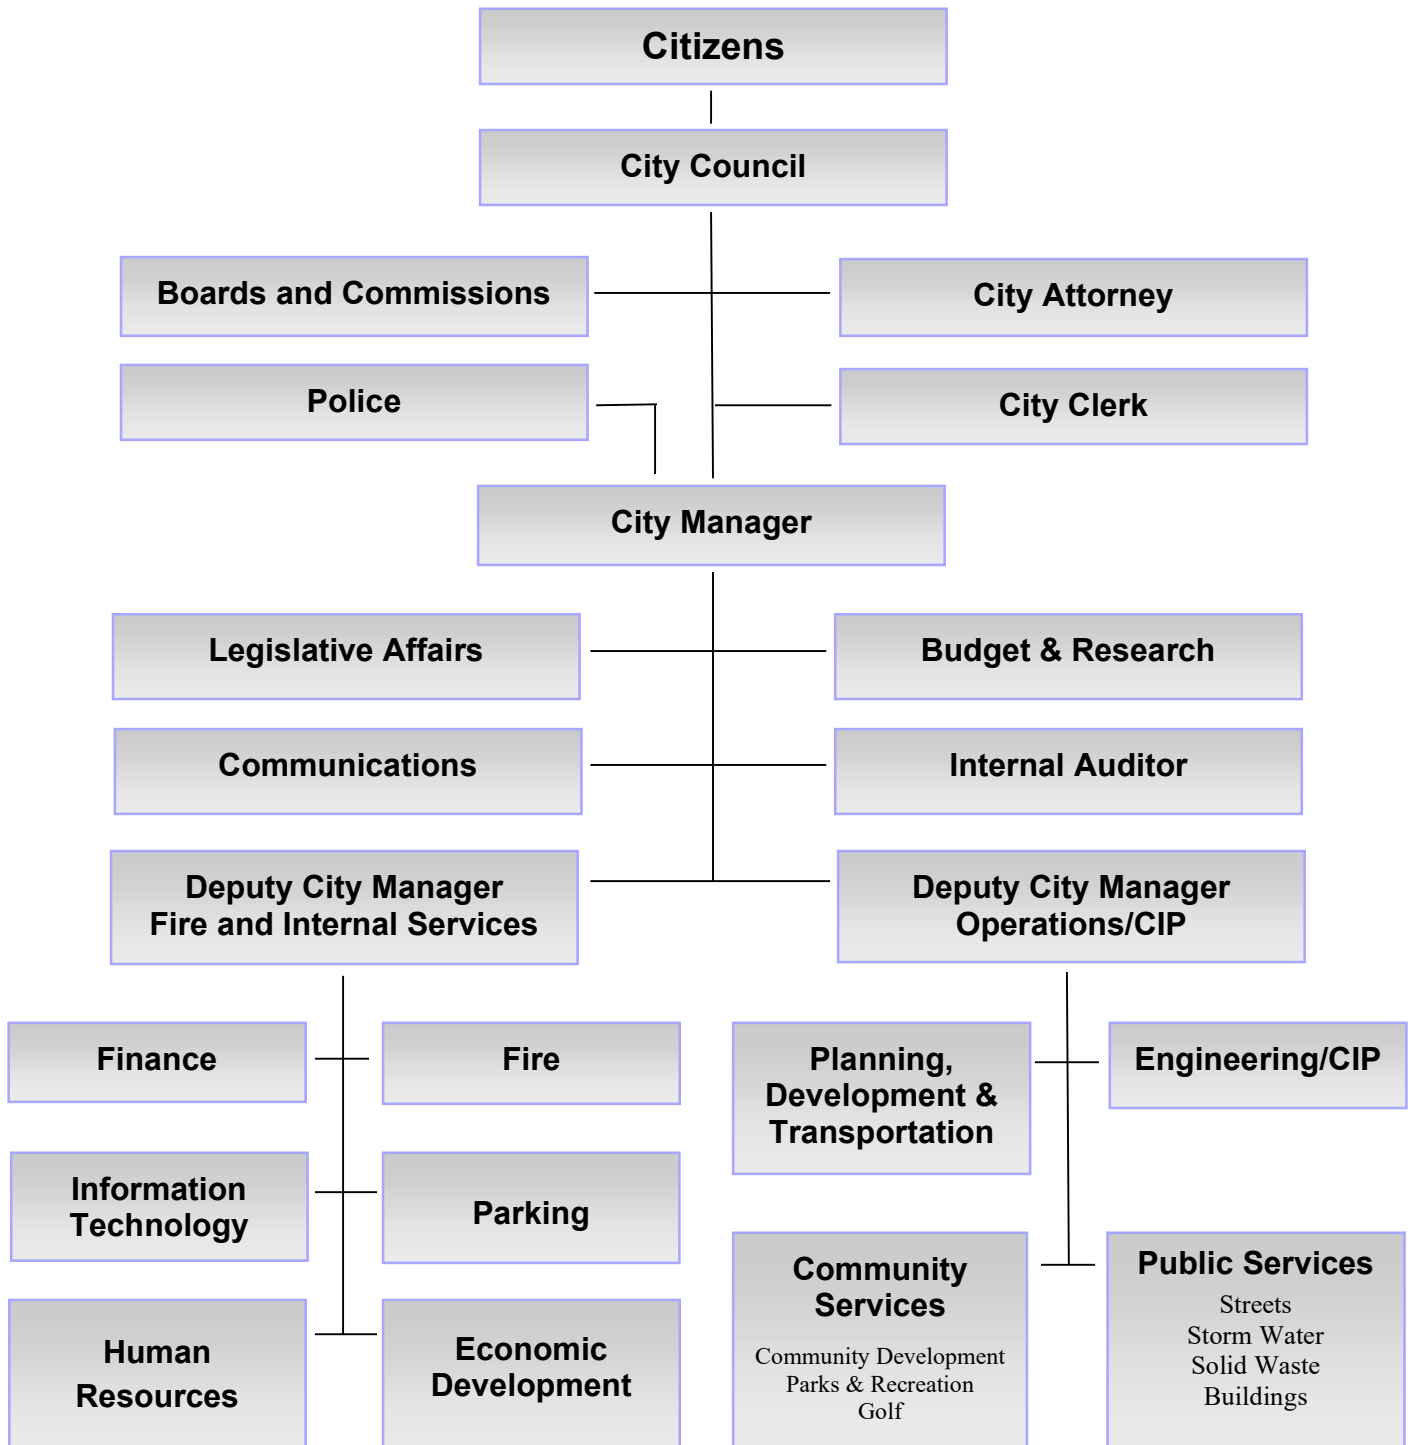 Citizens
City Council
Boards and Commissions
City Attorney
Police
City Clerk
City Manager
Legislative Affairs
Budget & Research
Communications
Internal Auditor
Deputy City Manager
Fire and Internal Services
Deputy City Manager
Operations/CIP
Finance
Fire
Planning,
Development &
Transportation
Engineering/CIP
Information
Technology
Parking
Human
Resources
Economic
Development
Community
Services
Community Development
Parks & Recreation
Golf
Public Services
Streets
Storm Water
Solid Waste
Buildings